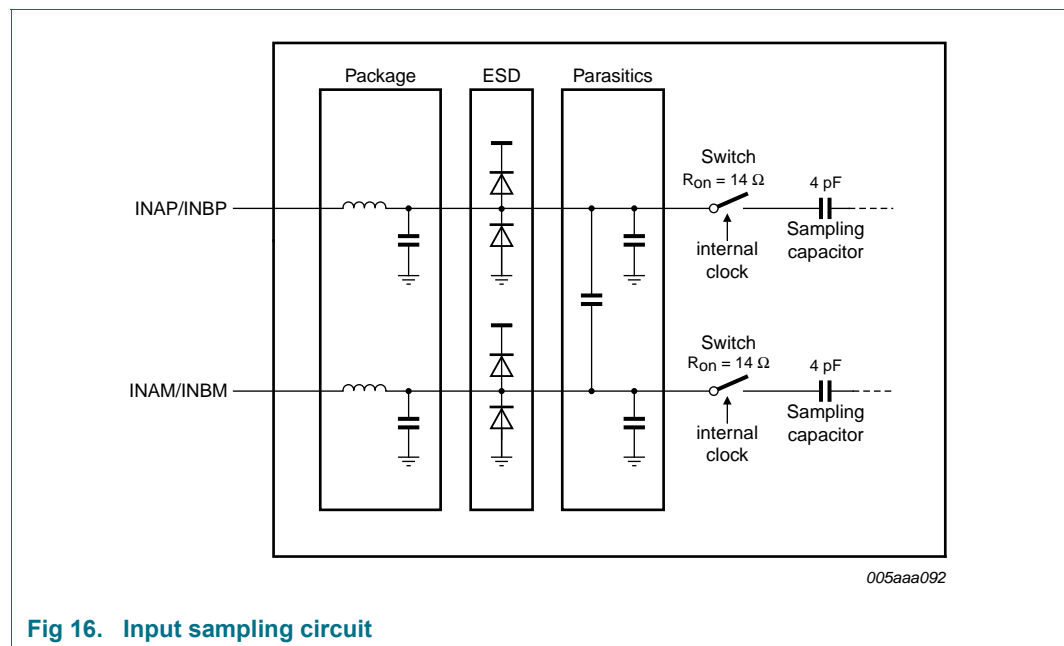 Package ESD Parasitics
Switch
Ron = 14 Ω
4 pF
INAP/INBP
internal
clock
Sampling
capacitor
Switch
Ron = 14 Ω
4 pF
INAM/INBM
internal
clock
Sampling
capacitor
005aaa092
Fig 16. Input sampling circuit